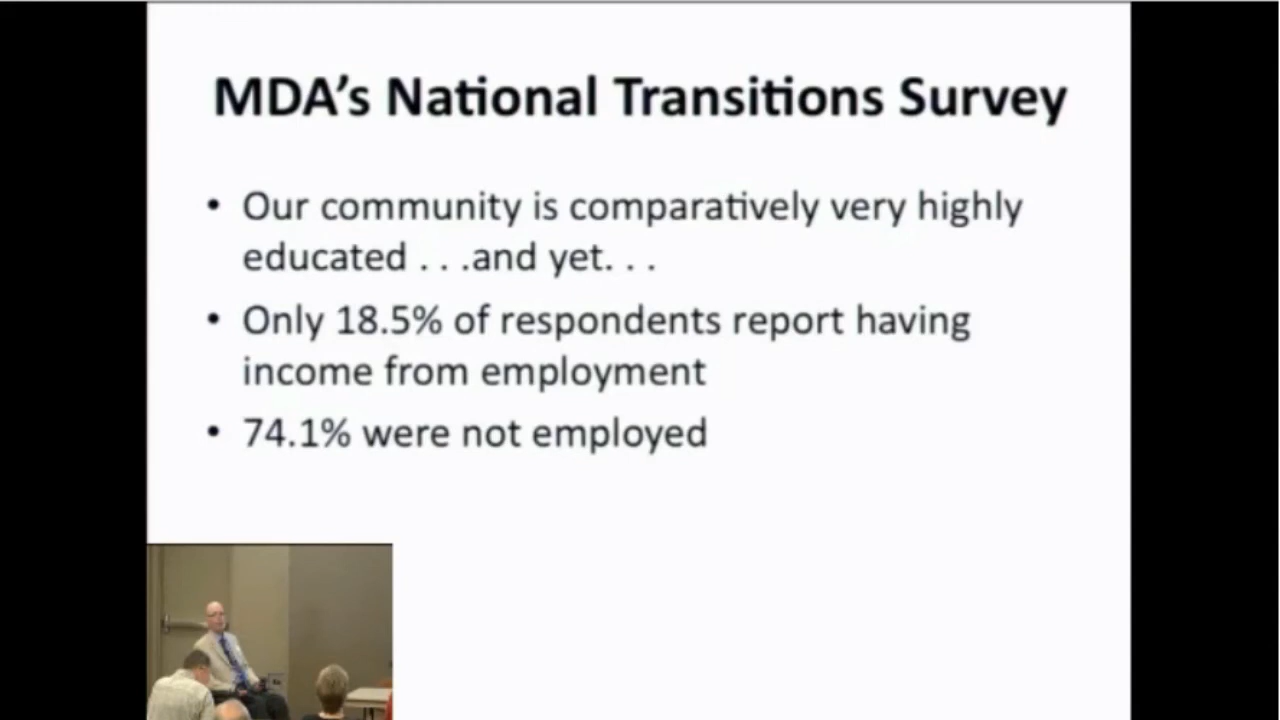 MDA's National Transitions Survey
• Our community is comparatively very highly
educated . . .and yet. . .
• Only 18.5% of respondents report having
income from employment
• 74.1% were not employed